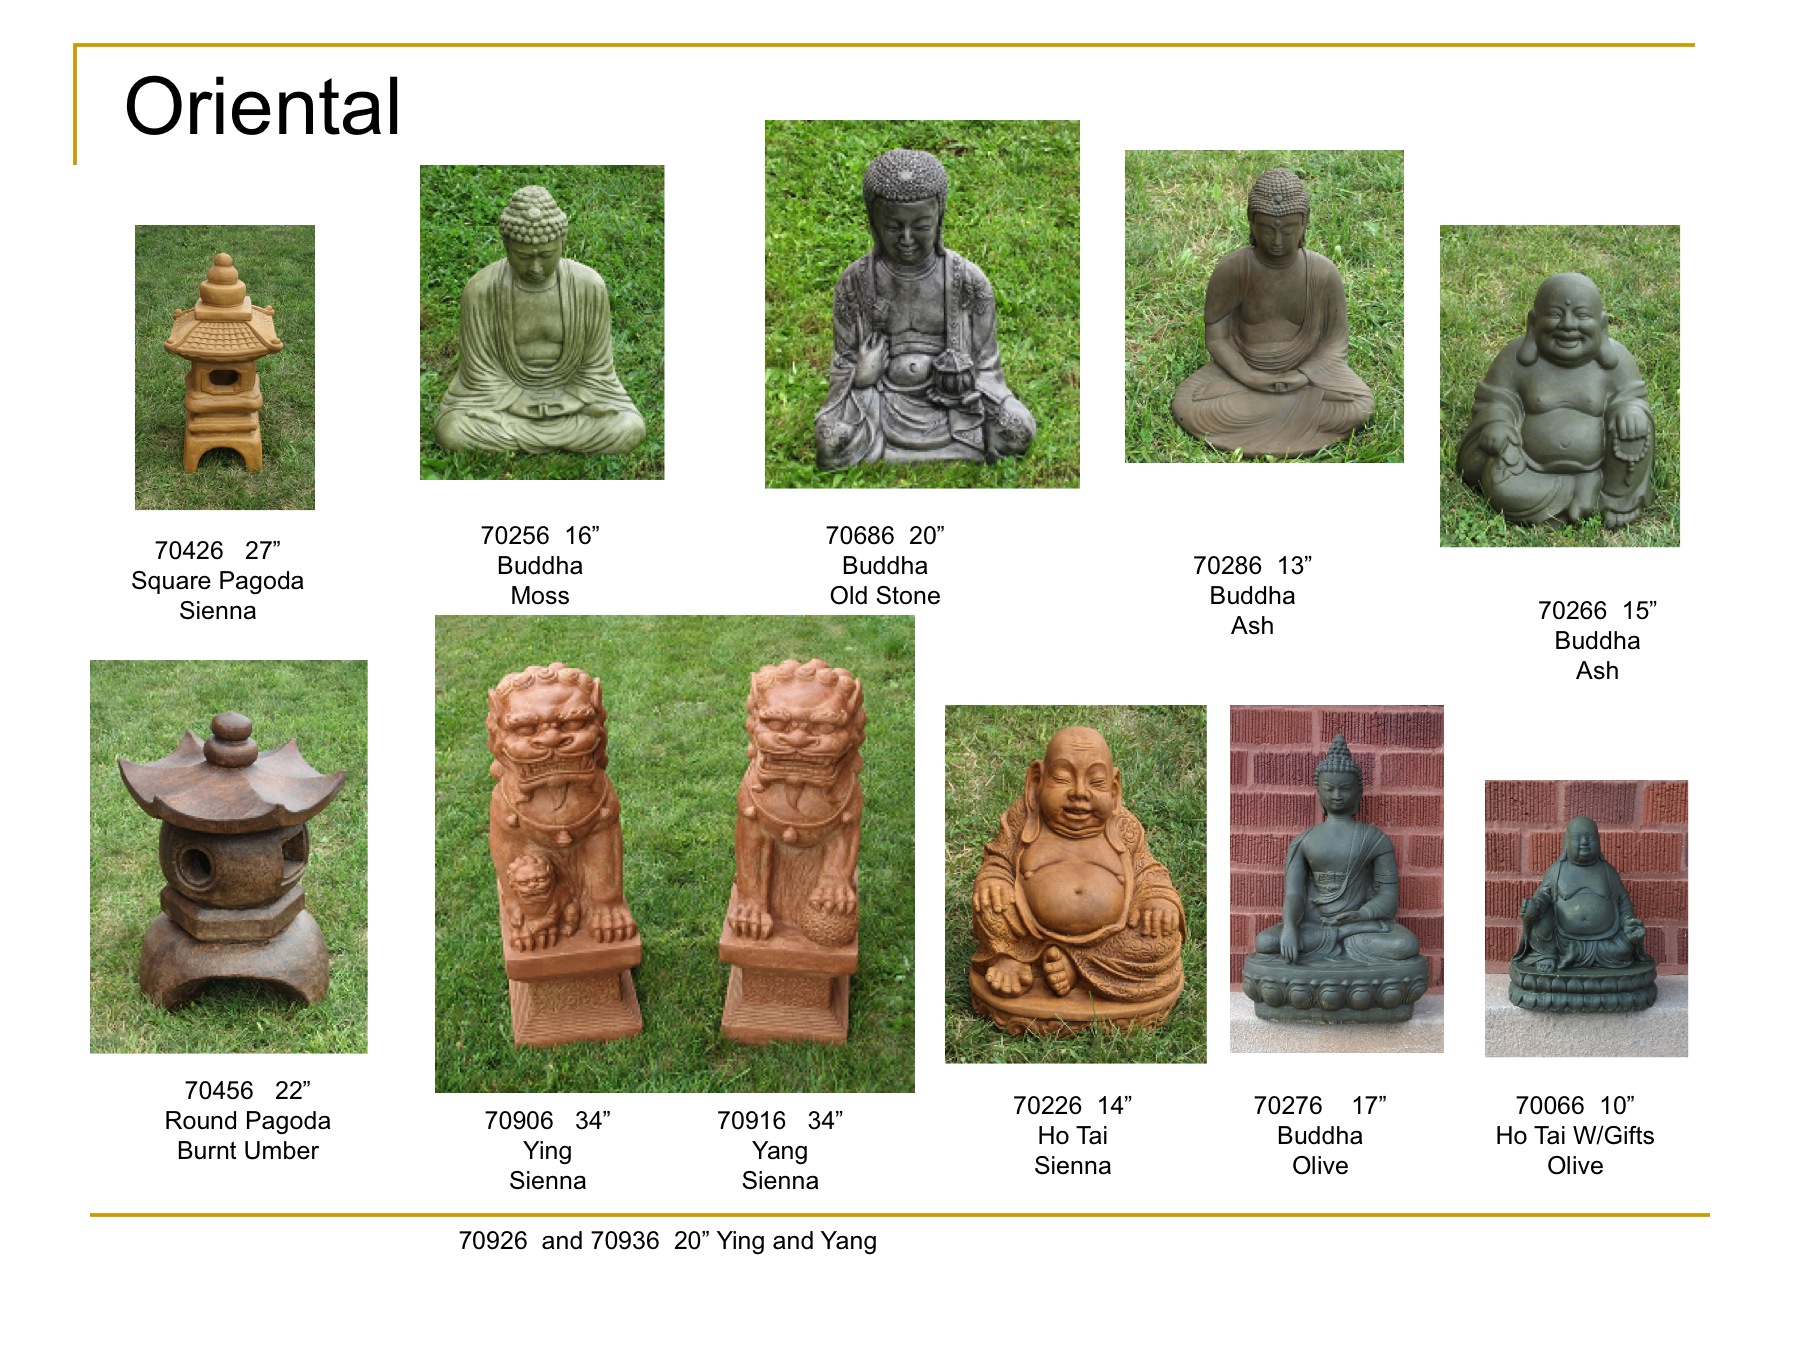 Oriental
70426 27”
Square Pagoda
Sienna
70256 16”
Buddha
Moss
70686 20”
Buddha
Old Stone
70286 13”
Buddha
Ash
70266 15”
Buddha
Ash
70456 22”
Round Pagoda
Burnt Umber
70906 34”
Ying
Sienna
70916 34”
Yang
Sienna
70226 14”
Ho Tai
Sienna
70276 17”
Buddha
Olive
70066 10”
Ho Tai W/Gifts
Olive
70926 and 70936 20” Ying and Yang